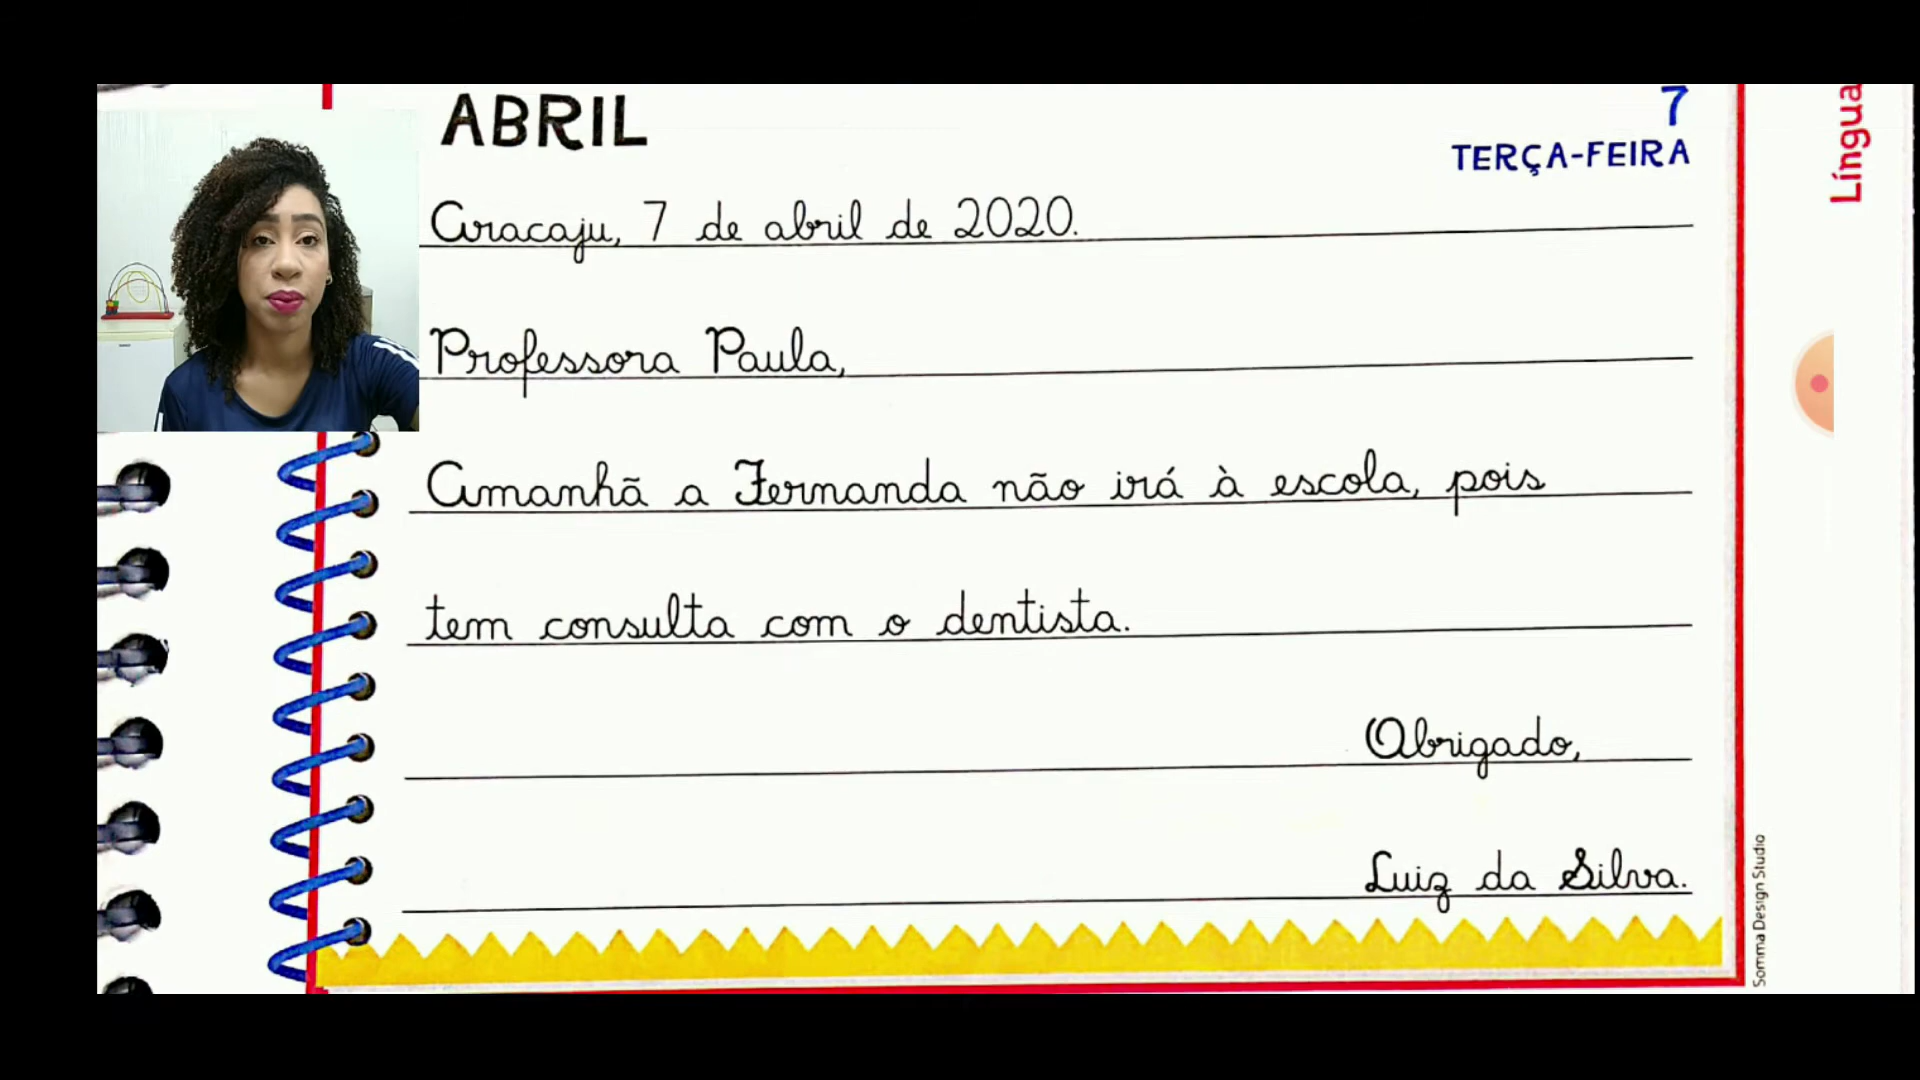 ABRIL
7
TERÇA-FEIRA
Aracaju, 7 de abril de 2020.
Professora Paula,
Amanhã a Fernanda não irá à escola, pois
tem consulta com o dentista.
Obrigado,
Luiz da Silva.
Somma Design Studio
Língua